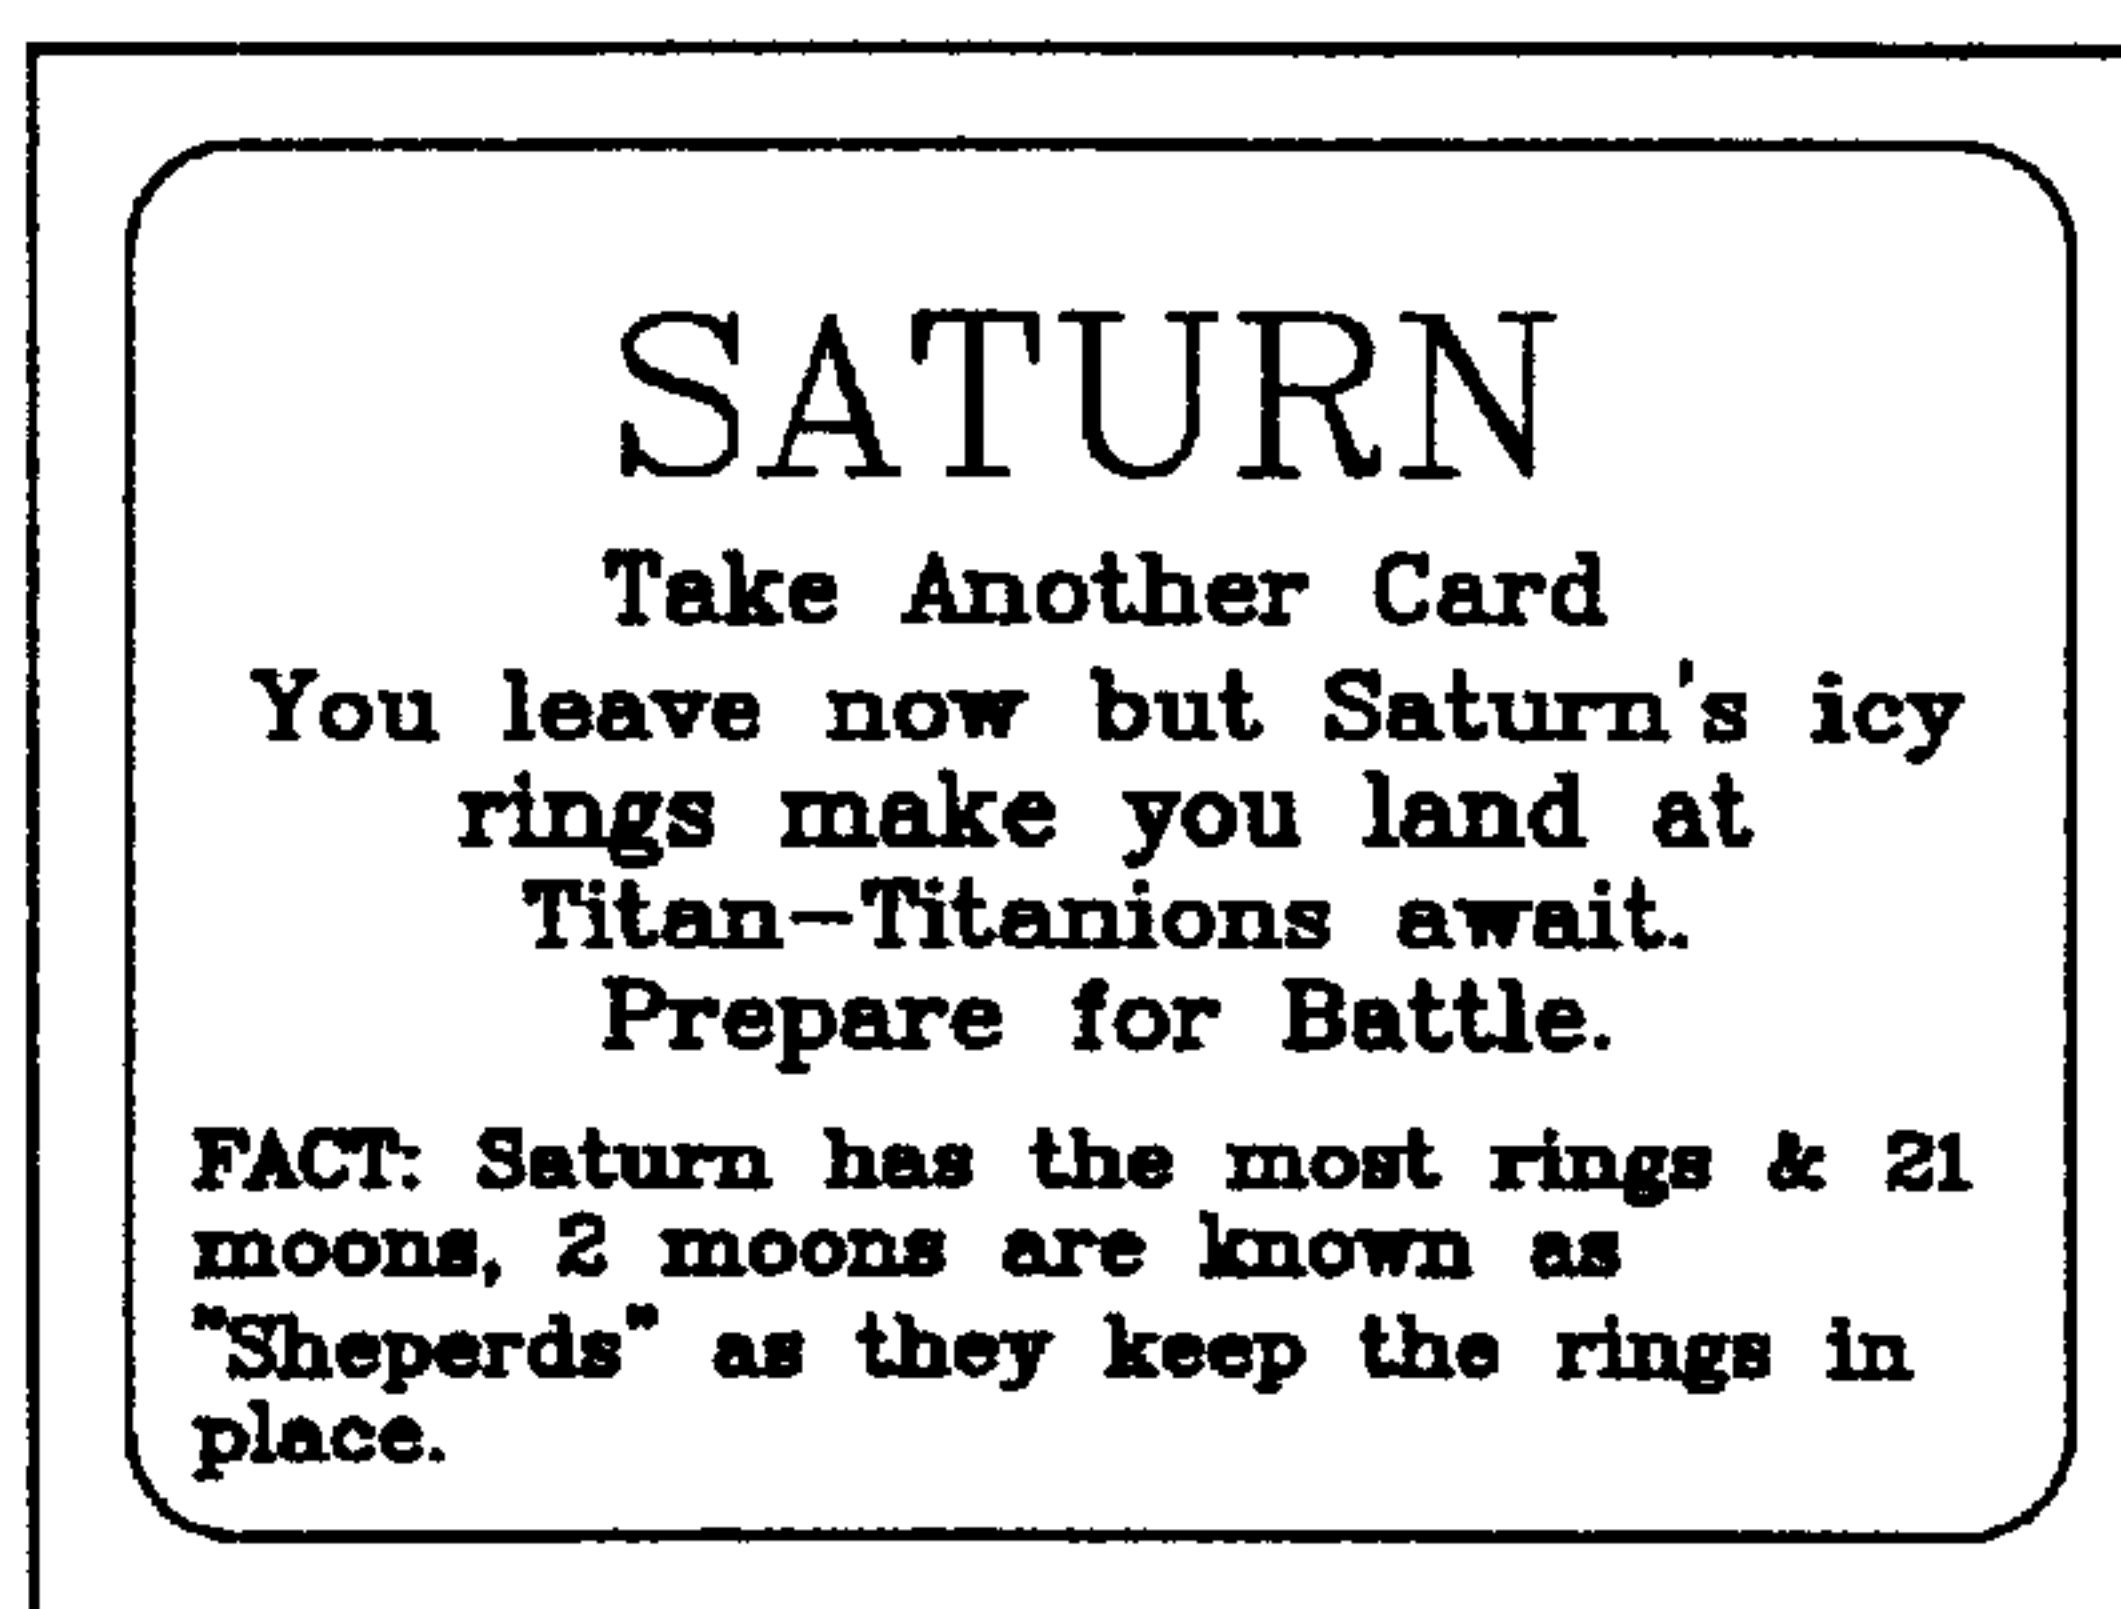 SATURN
Take Another Card
You leave now but Saturn's icy
rings make you land at
Titan-Titanions await.
Prepare for Battle.
FACT: Saturn has the most rings & 21
moons, 2 moons are known as
"Sheperds" as they keep the rings in
place.